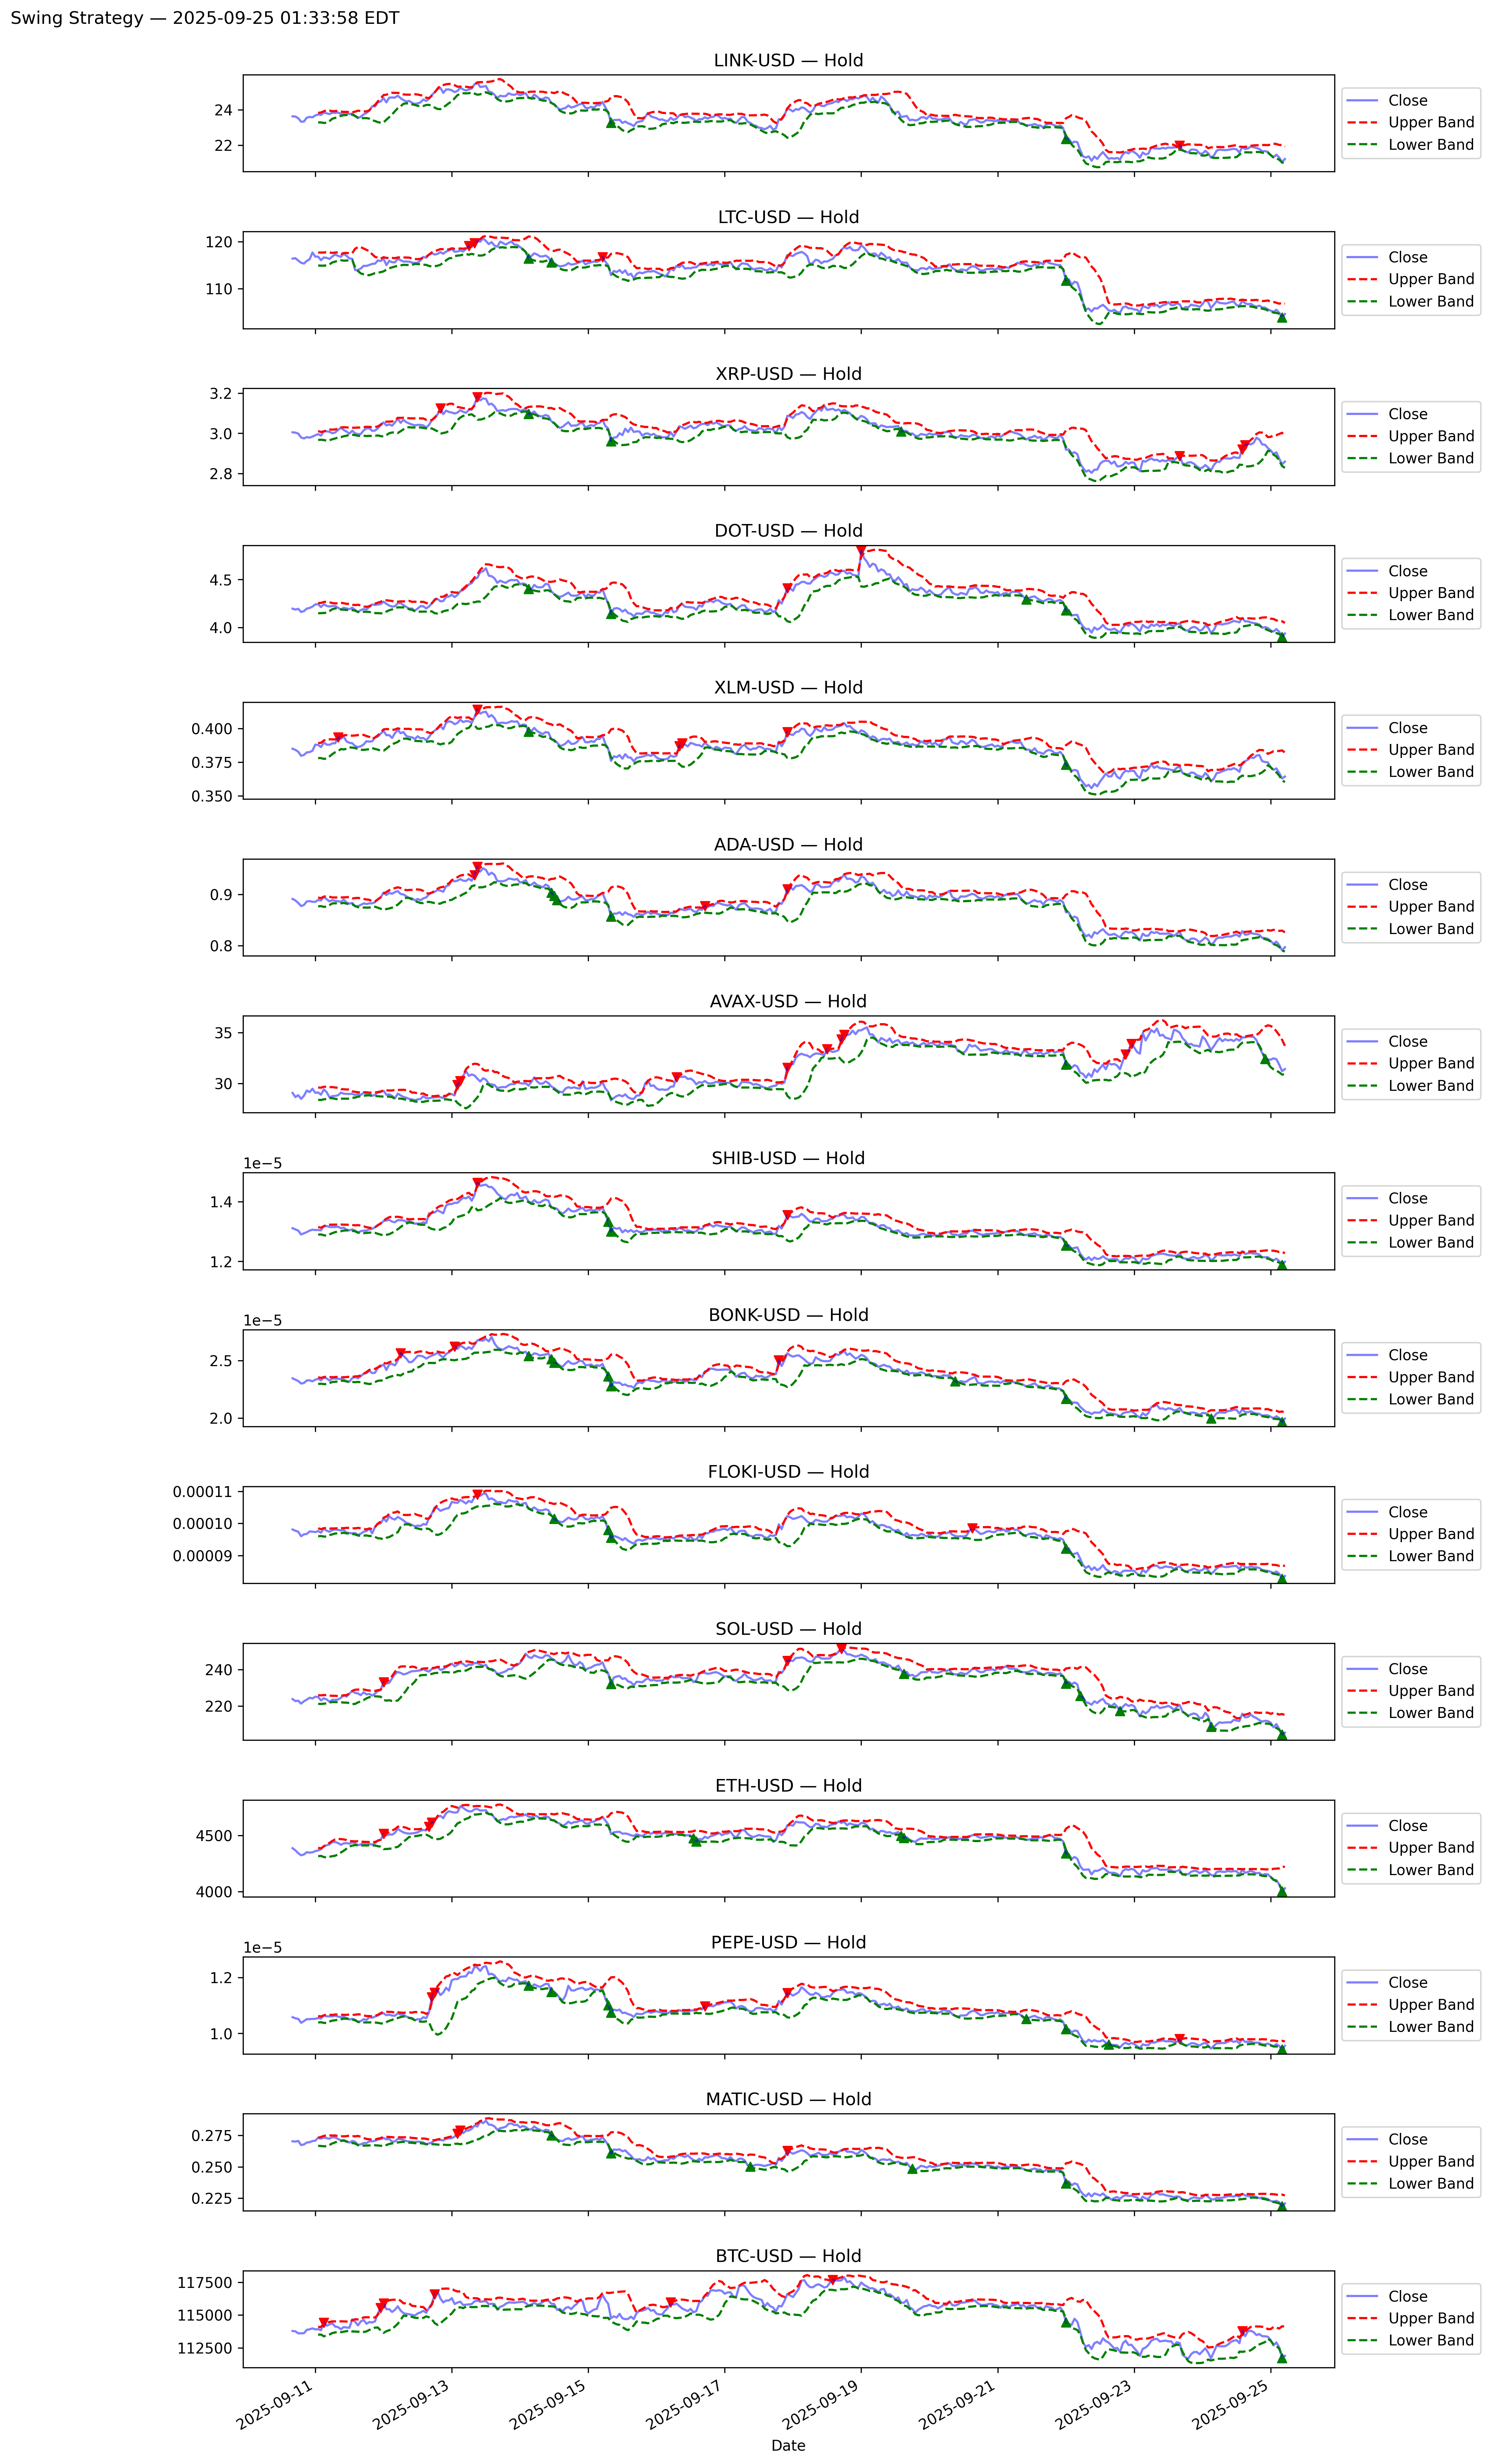 Swing Strategy — 2025-09-25 01:33:58 EDT
LINK-USD — Hold
24
22
Close
Upper Band
Lower Band
LTC-USD — Hold
120
110
Close
Upper Band
Lower Band
XRP-USD — Hold
3.2
3.0
2.8
Close
Upper Band
Lower Band
DOT-USD — Hold
4.5
4.0
Close
Upper Band
Lower Band
XLM-USD — Hold
0.400
0.375
0.350
Close
Upper Band
Lower Band
ADA-USD — Hold
0.9
0.8
Close
Upper Band
Lower Band
AVAX-USD — Hold
35
30
Close
Upper Band
Lower Band
SHIB-USD — Hold
1e−5
1.4
1.2
Close
Upper Band
Lower Band
BONK-USD — Hold
1e−5
2.5
2.0
Close
Upper Band
Lower Band
FLOKI-USD — Hold
0.00011
0.00010
0.00009
Close
Upper Band
Lower Band
SOL-USD — Hold
240
220
Close
Upper Band
Lower Band
ETH-USD — Hold
4500
4000
Close
Upper Band
Lower Band
PEPE-USD — Hold
1e−5
1.2
1.0
Close
Upper Band
Lower Band
MATIC-USD — Hold
0.275
0.250
0.225
Close
Upper Band
Lower Band
BTC-USD — Hold
117500
115000
112500
Close
Upper Band
Lower Band
2025-09-11
2025-09-13
2025-09-15
2025-09-17
2025-09-19
2025-09-21
2025-09-23
2025-09-25
Date